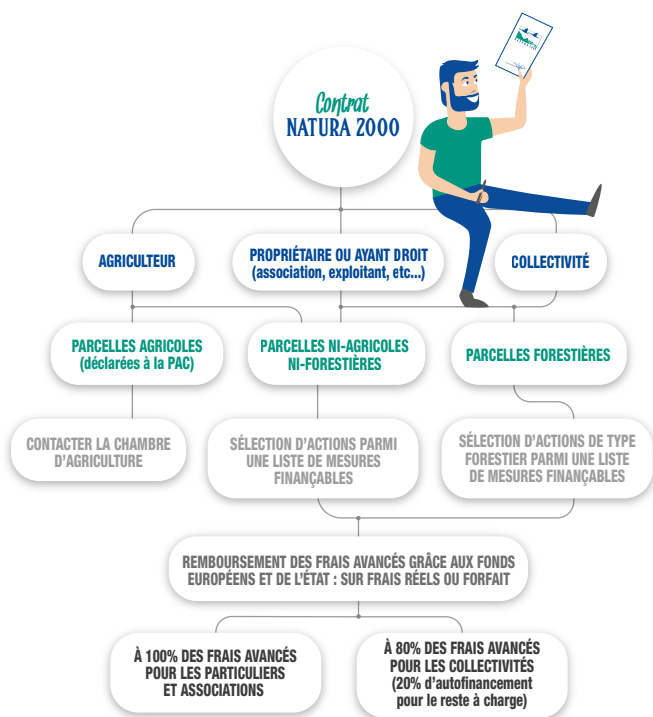 Contrat
NATURA 2000
AGRICULTEUR
PROPRIÉTAIRE OU AYANT DROIT
(association, exploitant, etc...)
COLLECTIVITÉ
PARCELLES AGRICOLES
(déclarées à la PAC)
PARCELLES NI-AGRICOLES
NI-FORESTIÈRES
PARCELLES FORESTIÈRES
CONTACTER LA CHAMBRE
D'AGRICULTURE
SÉLECTION D'ACTIONS PARMI
UNE LISTE DE MESURES
FINANÇABLES
SÉLECTION D'ACTIONS DE TYPE
FORESTIER PARMI UNE LISTE
DE MESURES FINANÇABLES
REMBOURSEMENT DES FRAIS AVANCÉS GRÂCE AUX FONDS
EUROPÉENS ET DE L'ÉTAT : SUR FRAIS RÉELS OU FORFAIT
À 100% DES FRAIS AVANCÉS
POUR LES PARTICULIERS
ET ASSOCIATIONS
À 80% DES FRAIS AVANCÉS
POUR LES COLLECTIVITÉS
(20% d'autofinancement
pour le reste à charge)